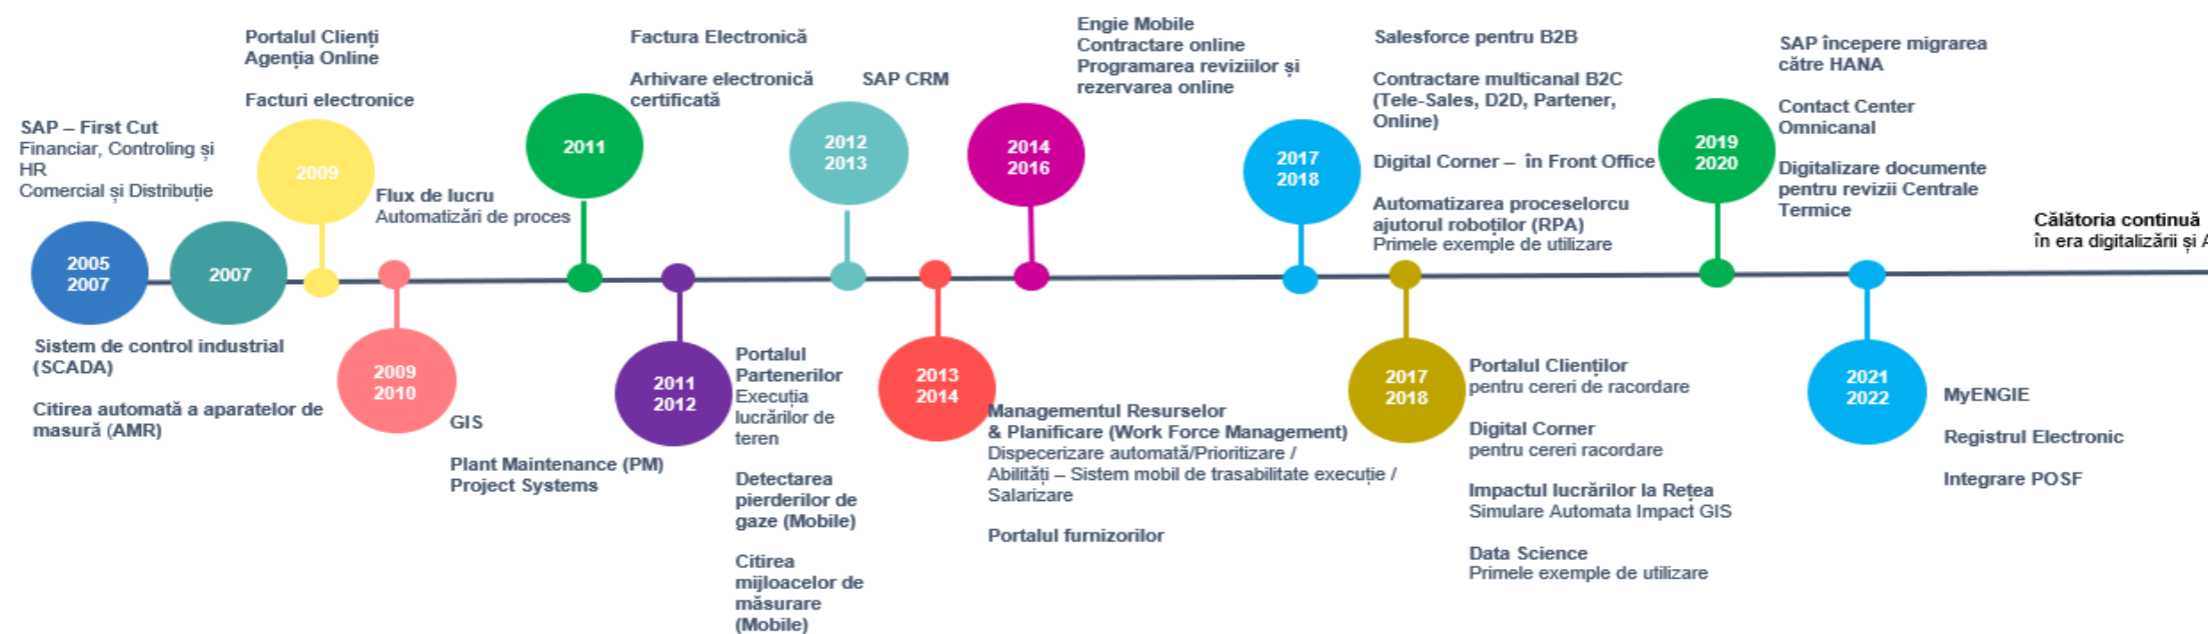 SAP – First Cut
Financiar, Controling și
HR
Comercial și Distribuție
2005
2007
2007
Sistem de control industrial
(SCADA)
Citirea automată a aparatelor de
masură (AMR)
Portalul Clienți
Agenția Online
Facturi electronice
2009
Flux de lucru
Automatizări de proces
2009
2010
GIS
Plant Maintenance (PM)
Project Systems
2011
Factura Electronică
Arhivare electronică
certificată
2011
2012
Portalul
Partenerilor
Execuția
lucrărilor de
teren
Detectarea
pierderilor de
gaze (Mobile)
Citirea
mijloacelor de
măsurare
(Mobile)
SAP CRM
2012
2013
2013
2014
Managementul Resurselor
& Planificare (Work Force Management)
Dispecerizare automată/Prioritizare /
Abilități – Sistem mobil de trasabilitate execuție /
Salarizare
Portalul furnizorilor
2014
2016
Engie Mobile
Contractare online
Programarea reviziilor și
rezervarea online
2017
2018
Salesforce pentru B2B
Contractare multicanal B2C
(Tele-Sales, D2D, Partener,
Online)
Digital Corner – în Front Office
Automatizarea proceselorcu
ajutorul roboților (RPA)
Primele exemple de utilizare
2017
2018
Portalul Clienților
pentru cereri de racordare
Digital Corner
pentru cereri racordare
Impactul lucrărilor la Rețea
Simulare Automata Impact GIS
Data Science
Primele exemple de utilizare
2019
2020
SAP începere migrarea
către HANA
Contact Center
Omnicanal
Digitalizare documente
pentru revizii Centrale
Termice
2021
2022
MyENGIE
Registrul Electronic
Integrare POSF
Călătoria continuă
în era digitalizării și